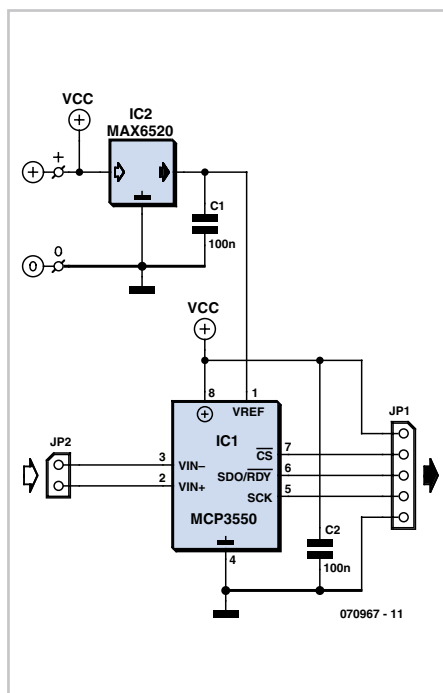 VCC
IC2
MAX6520
+
+
C1
100n
0
0
VCC
JP1
8
1
+
VREF
JP2
IC1
CS
7
3
VIN–
SDO/RDY
6
2
VIN+
SCK
5
MCP3550
C2
4
100n
070967 - 11